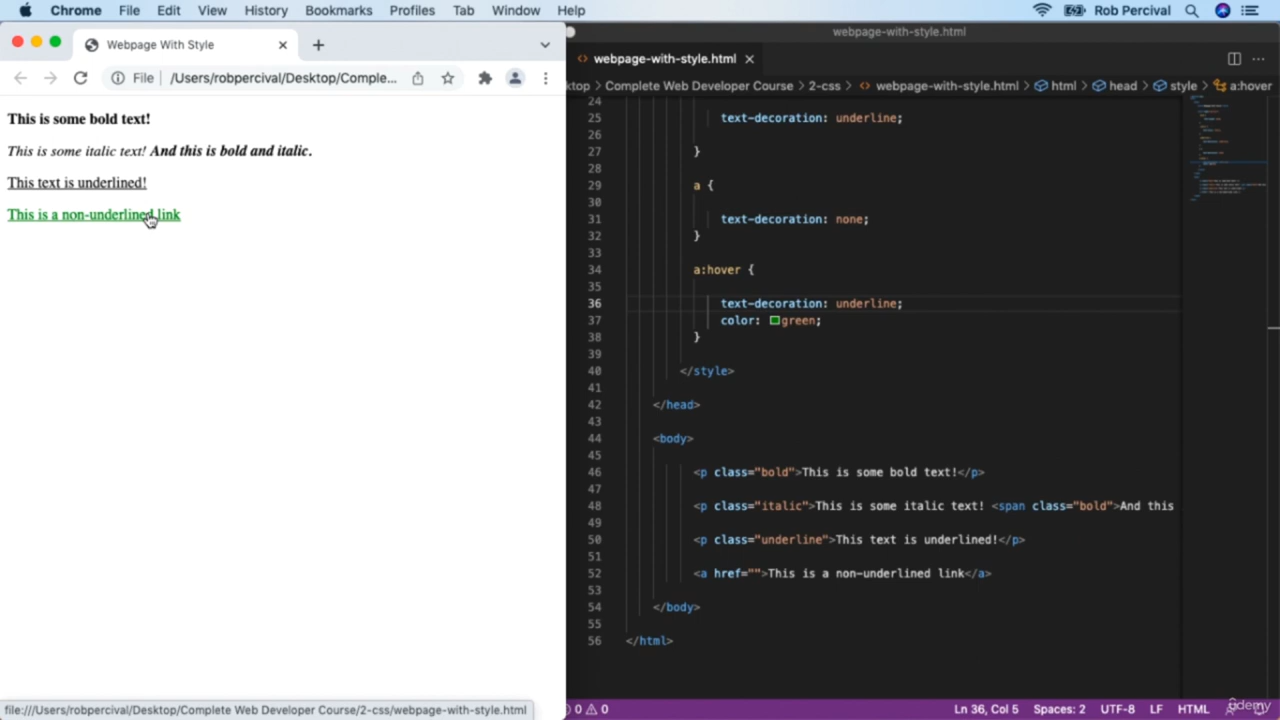 Chrome File Edit View History Bookmarks Profiles Tab Window Help Rob Percival
Webpage With Style
File /Users/robpercival/Desktop/Comple...
This is some bold text!
This is some italic text! And this is bold and italic.
This text is underlined!
This is a non-underlined link
file:///Users/robpercival/Desktop/Complete Web Developer Course/2-css/webpage-with-style.html
webpage-with-style.html
webpage-with-style.html
ktop > Complete Web Developer Course > 2-css > webpage-with-style.html > html > head > style > a:hover
24
25 text-decoration: underline;
26
27 }
28
29 a {
30
31 text-decoration: none;
32 }
33
34 a:hover {
35
36 text-decoration: underline;
37 color: green;
38 }
39
40 </style>
41
42 </head>
43
44 <body>
45
46 <p class="bold">This is some bold text!</p>
47
48 <p class="italic">This is some italic text! <span class="bold">And this
49
50 <p class="underline">This text is underlined!</p>
51
52 <a href="">This is a non-underlined link</a>
53
54 </body>
55
56 </html>
0 0 Ln 36, Col 5 Spaces: 2 UTF-8 LF HTML
udemy